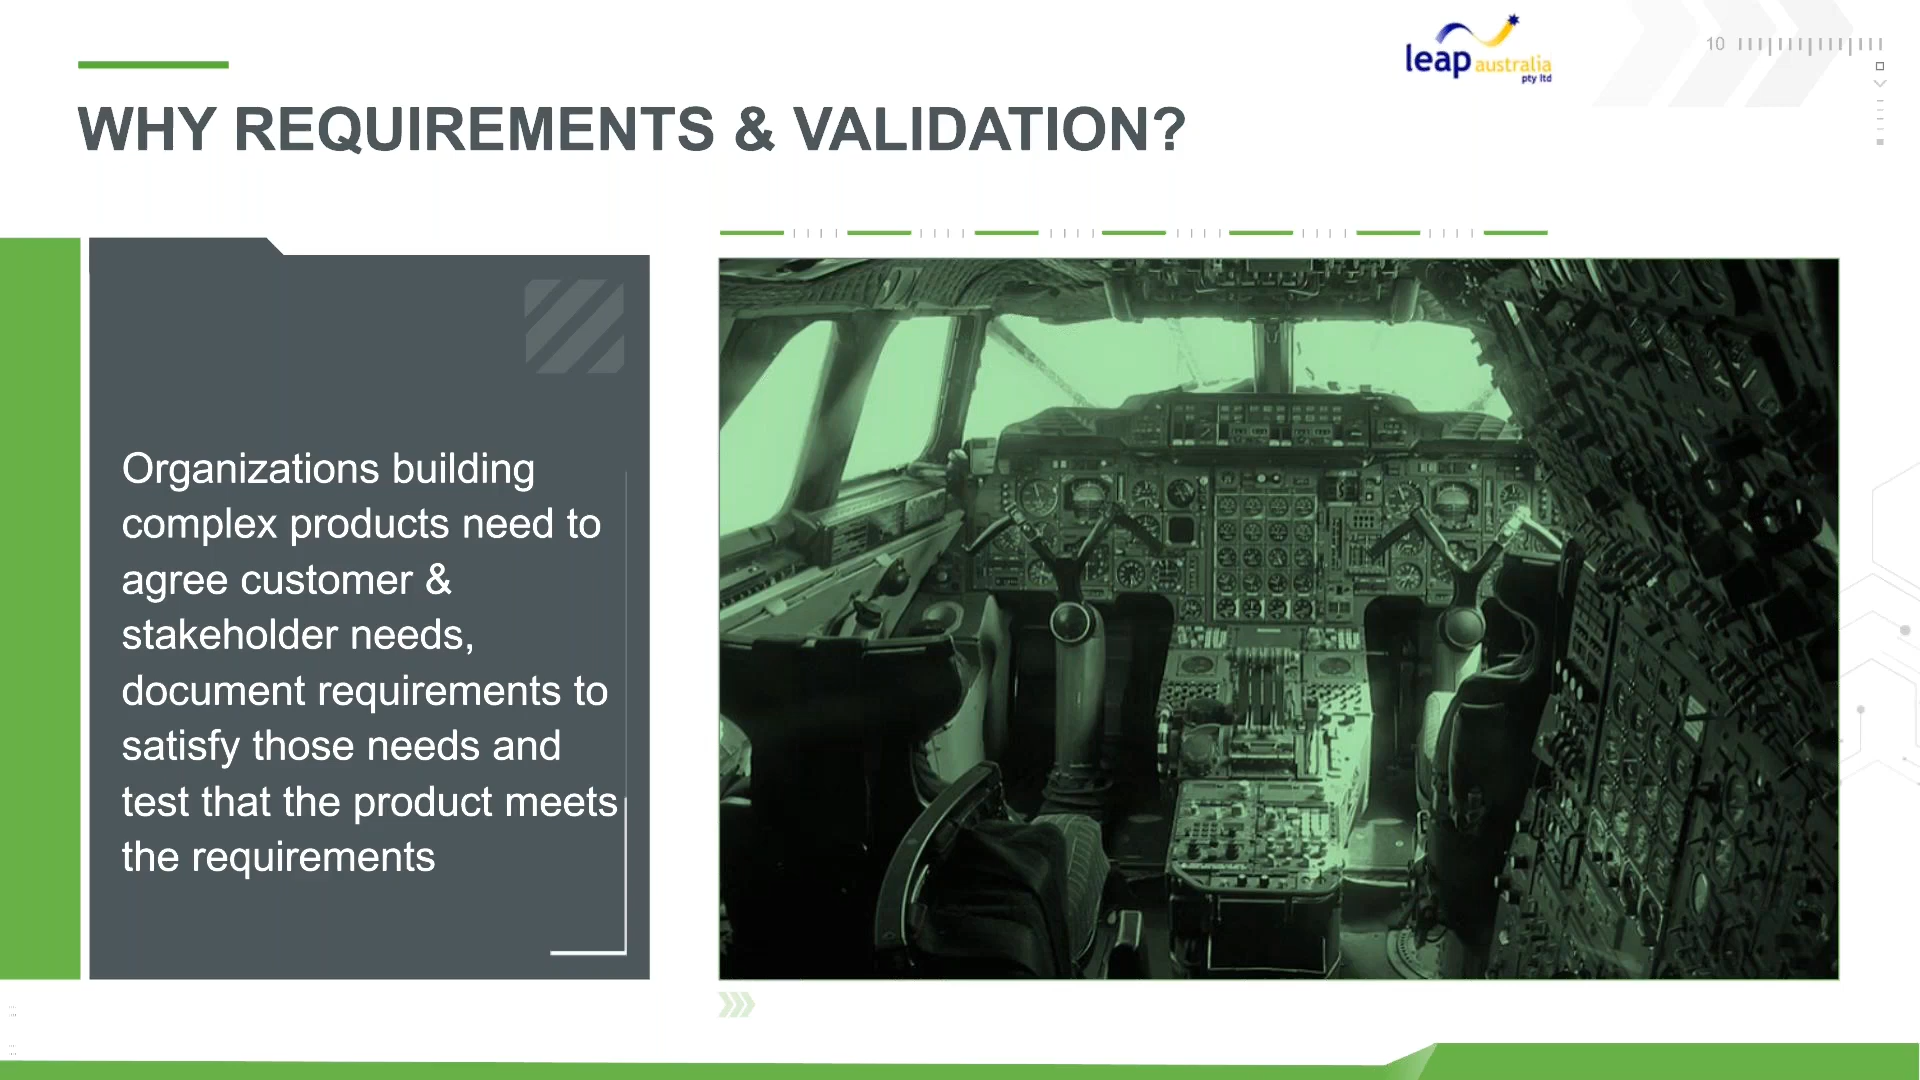 leap australia
pty ltd
10
WHY REQUIREMENTS & VALIDATION?
Organizations building
complex products need to
agree customer &
stakeholder needs,
document requirements to
satisfy those needs and
test that the product meets
the requirements